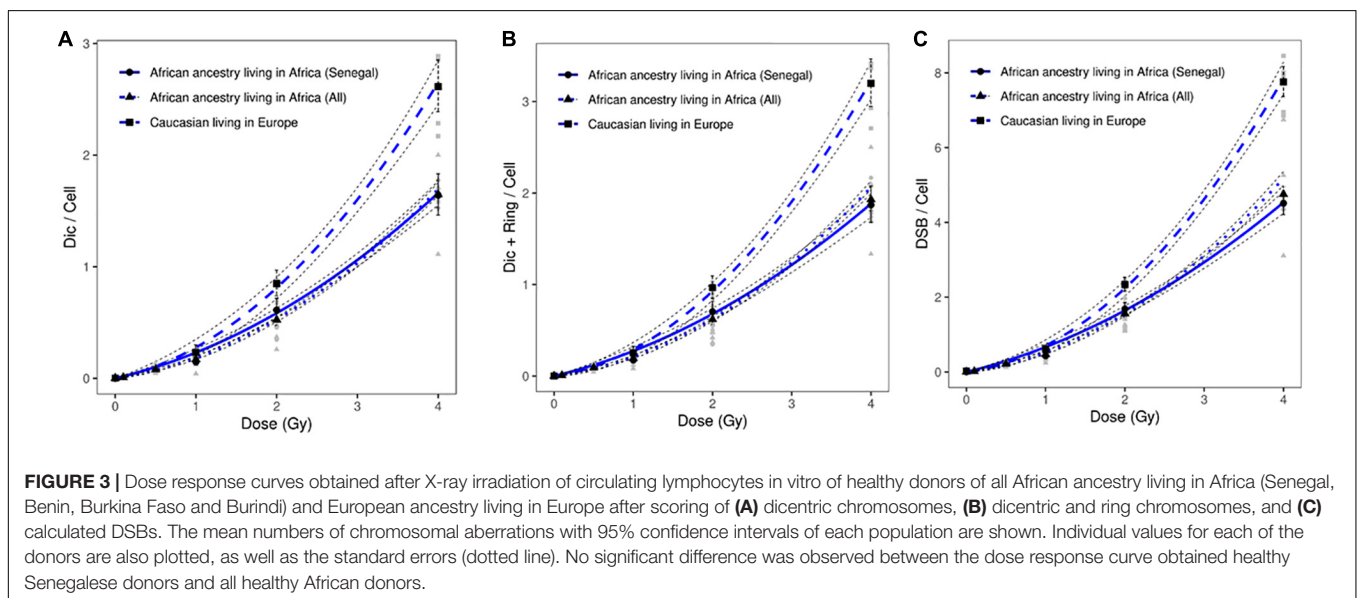 A
3
2
1
0
Dic / Cell
African ancestry living in Africa (Senegal)
African ancestry living in Africa (All)
Caucasian living in Europe
0 1 2 3 4
Dose (Gy)
B
3
2
1
0
Dic + Ring / Cell
African ancestry living in Africa (Senegal)
African ancestry living in Africa (All)
Caucasian living in Europe
0 1 2 3 4
Dose (Gy)
C
8
6
4
2
0
DSB / Cell
African ancestry living in Africa (Senegal)
African ancestry living in Africa (All)
Caucasian living in Europe
0 1 2 3 4
Dose (Gy)
FIGURE 3 | Dose response curves obtained after X-ray irradiation of circulating lymphocytes in vitro of healthy donors of all African ancestry living in Africa (Senegal,
Benin, Burkina Faso and Burindi) and European ancestry living in Europe after scoring of (A) dicentric chromosomes, (B) dicentric and ring chromosomes, and (C)
calculated DSBs. The mean numbers of chromosomal aberrations with 95% confidence intervals of each population are shown. Individual values for each of the
donors are also plotted, as well as the standard errors (dotted line). No significant difference was observed between the dose response curve obtained healthy
Senegalese donors and all healthy African donors.